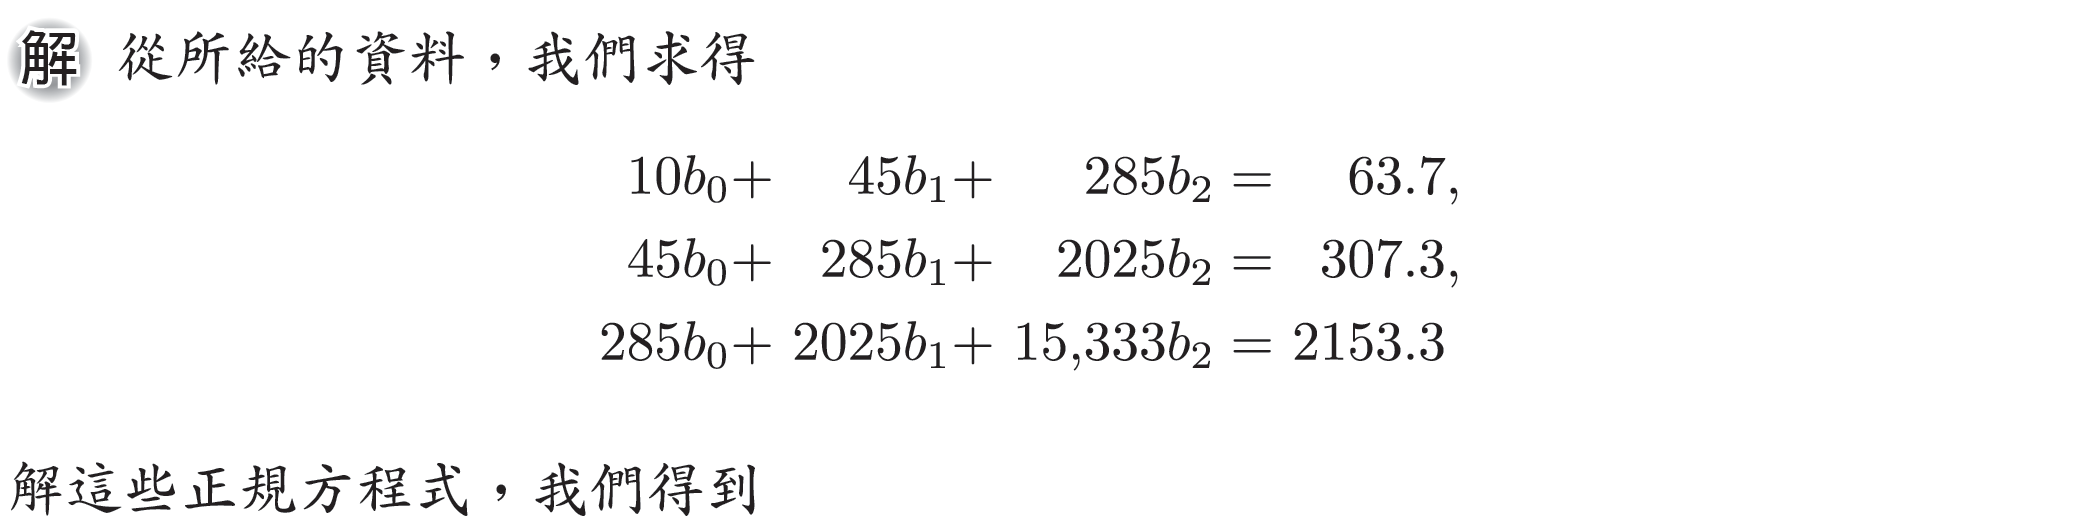 解 從所給的資料，我們求得
10b₀+ 45b₁+ 285b₂ = 63.7,
45b₀+ 285b₁+ 2025b₂ = 307.3,
285b₀+ 2025b₁+ 15,333b₂ = 2153.3
解這些正規方程式，我們得到